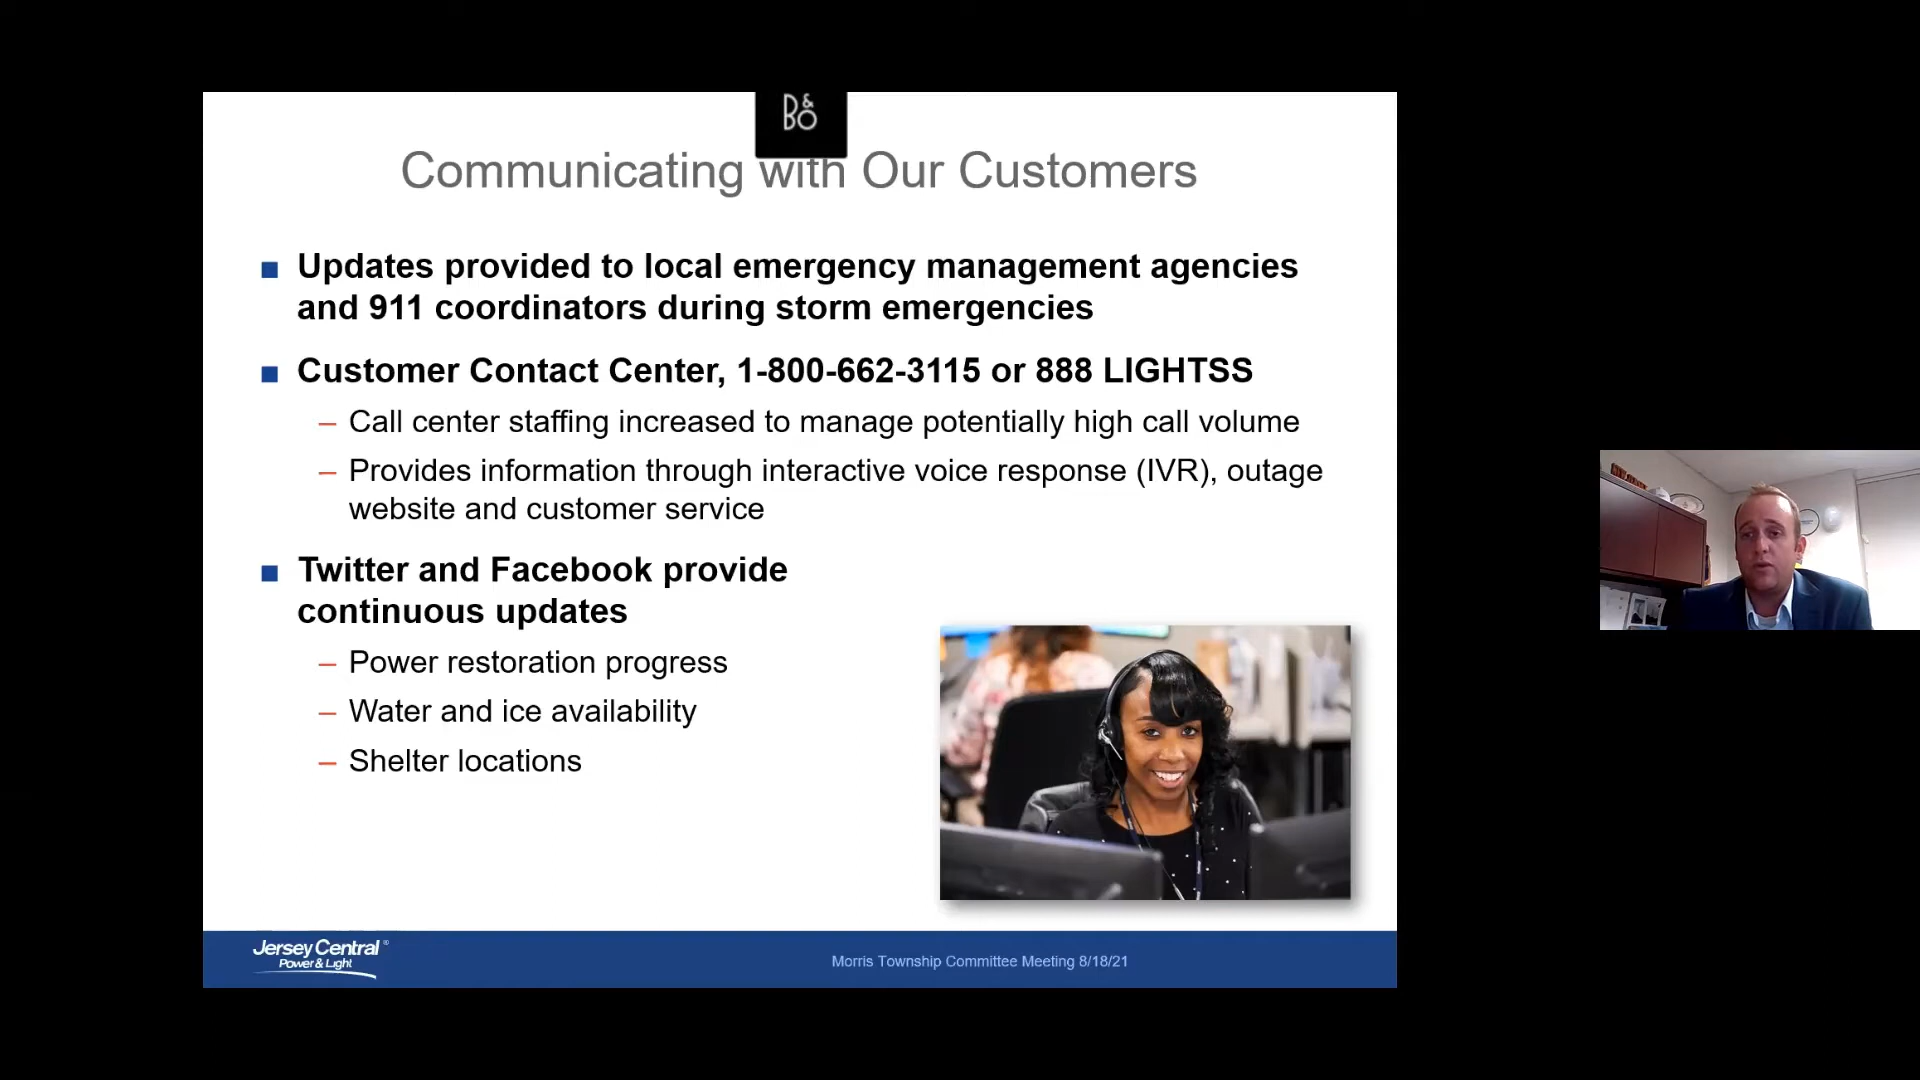 B&O
Communicating with Our Customers
Updates provided to local emergency management agencies
and 911 coordinators during storm emergencies
Customer Contact Center, 1-800-662-3115 or 888 LIGHTSS
– Call center staffing increased to manage potentially high call volume
– Provides information through interactive voice response (IVR), outage
website and customer service
Twitter and Facebook provide
continuous updates
– Power restoration progress
– Water and ice availability
– Shelter locations
Jersey Central®
Power & Light
Morris Township Committee Meeting 8/18/21